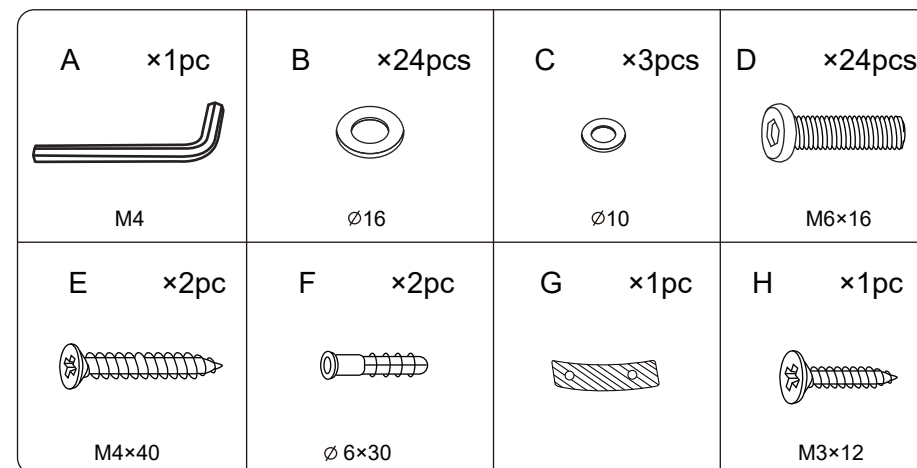 A ×1pc
M4
B ×24pcs
∅16
C ×3pcs
∅10
D ×24pcs
M6×16
E ×2pc
M4×40
F ×2pc
∅ 6×30
G ×1pc
H ×1pc
M3×12